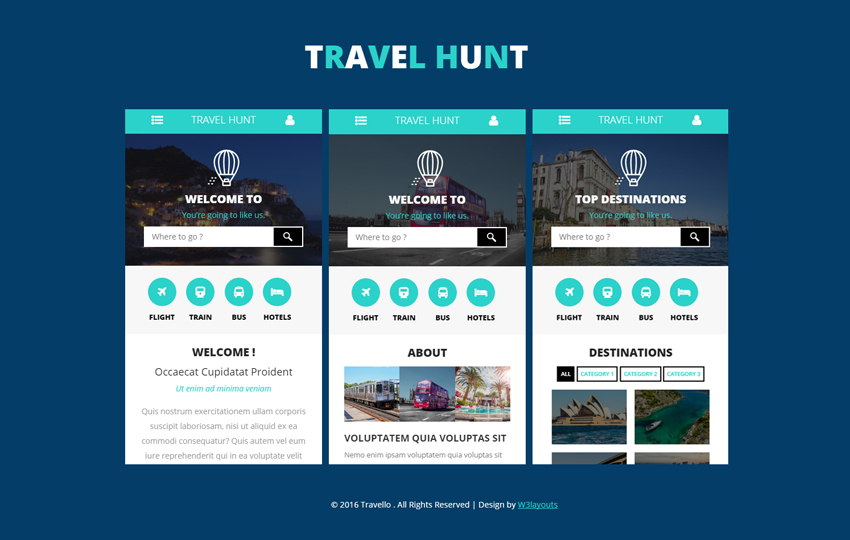 TRAVEL HUNT
TRAVEL HUNT
WELCOME TO
You're going to like us.
Where to go ?
FLIGHT TRAIN BUS HOTELS
WELCOME !
Occaecat Cupidatat Proident
Ut enim ad minima veniam
Quis nostrum exercitationem ullam corporis
suscipit laboriosam, nisi ut aliquid ex ea
commodi consequatur? Quis autem vel eum
iure reprehenderit qui in ea voluptate velit
TRAVEL HUNT
WELCOME TO
You're going to like us.
Where to go ?
FLIGHT TRAIN BUS HOTELS
ABOUT
VOLUPTATEM QUIA VOLUPTAS SIT
Nemo enim ipsam voluptatem quia voluptas sit
TRAVEL HUNT
TOP DESTINATIONS
You're going to like us.
Where to go ?
FLIGHT TRAIN BUS HOTELS
DESTINATIONS
ALL CATEGORY 1 CATEGORY 2 CATEGORY 3
© 2016 Travello . All Rights Reserved | Design by W3layouts